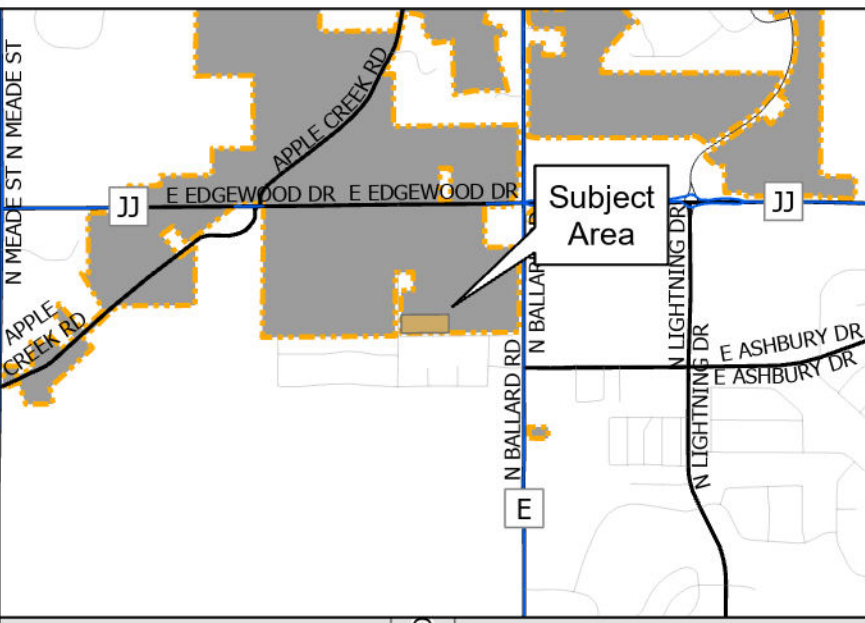 N MEADE ST N MEADE ST
APPLE CREEK RD
E EDGEWOOD DR E EDGEWOOD DR
JJ
Subject
Area
JJ
N BALLARD RD
N LIGHTNING DR
APPLE
CREEK RD
E ASHBURY DR
E ASHBURY DR
N LIGHTNING DR
E